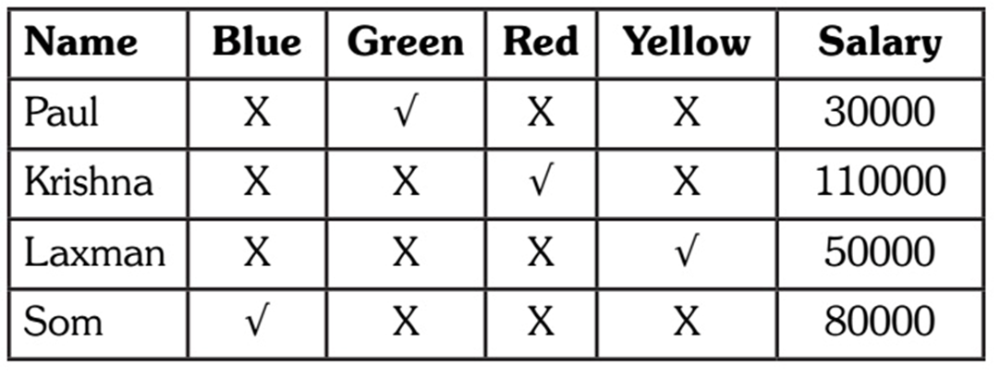 Name Blue Green Red Yellow Salary
Paul X √ X X 30000
Krishna X X √ X 110000
Laxman X X X √ 50000
Som √ X X X 80000